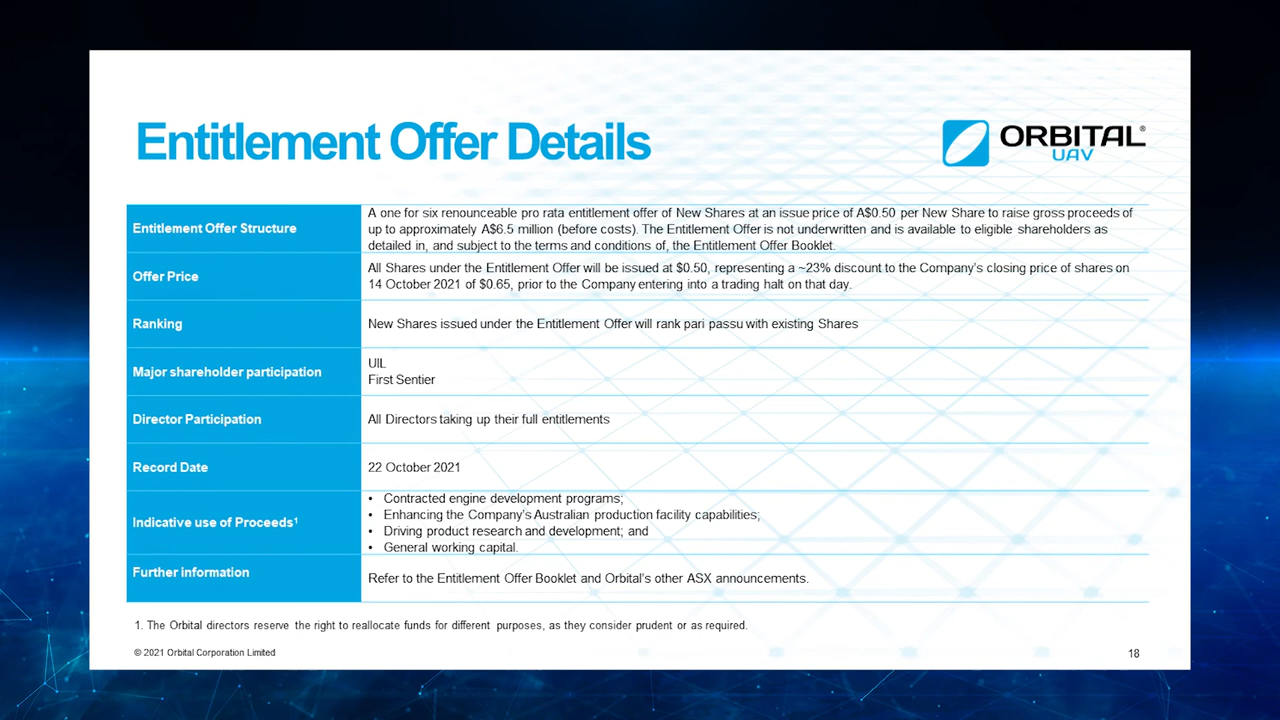 Entitlement Offer Details
ORBITAL®
UAV
Entitlement Offer Structure
A one for six renounceable pro rata entitlement offer of New Shares at an issue price of A$0.50 per New Share to raise gross proceeds of
up to approximately A$6.5 million (before costs). The Entitlement Offer is not underwritten and is available to eligible shareholders as
detailed in, and subject to the terms and conditions of, the Entitlement Offer Booklet.
Offer Price
All Shares under the Entitlement Offer will be issued at $0.50, representing a ~23% discount to the Company's closing price of shares on
14 October 2021 of $0.65, prior to the Company entering into a trading halt on that day.
Ranking
New Shares issued under the Entitlement Offer will rank pari passu with existing Shares
Major shareholder participation
UIL
First Sentier
Director Participation
All Directors taking up their full entitlements
Record Date
22 October 2021
Indicative use of Proceeds¹
• Contracted engine development programs;
• Enhancing the Company's Australian production facility capabilities;
• Driving product research and development; and
• General working capital.
Further information
Refer to the Entitlement Offer Booklet and Orbital's other ASX announcements.
1. The Orbital directors reserve the right to reallocate funds for different purposes, as they consider prudent or as required.
© 2021 Orbital Corporation Limited
18